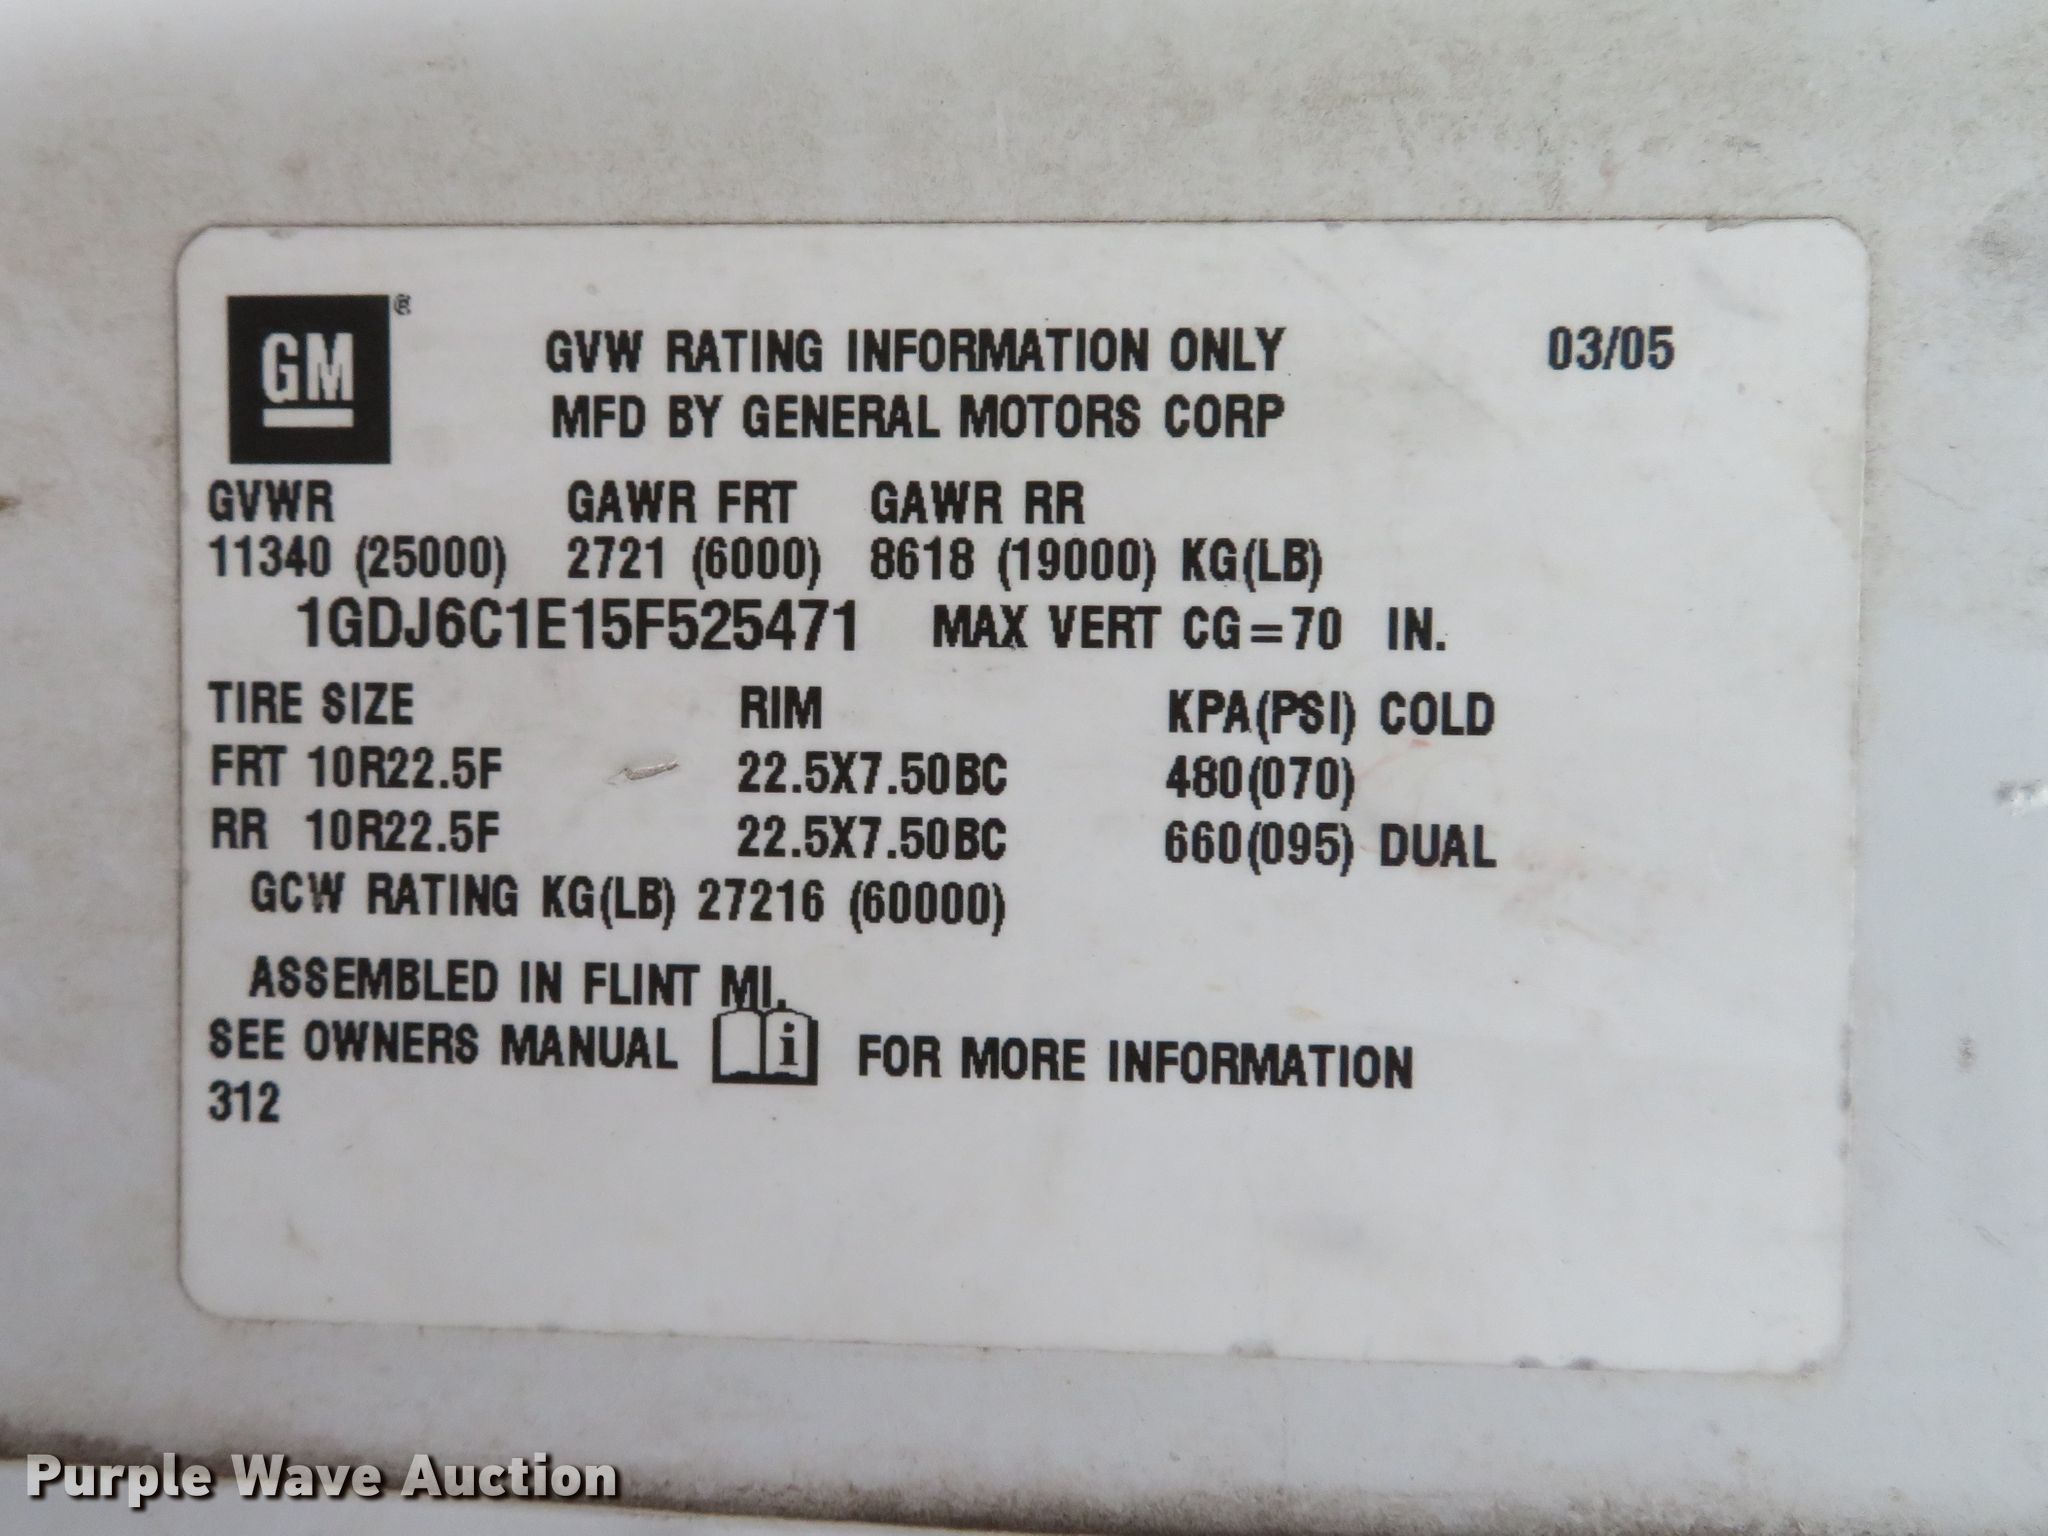 GM®
GVW RATING INFORMATION ONLY 03/05
MFD BY GENERAL MOTORS CORP
GVWR GAWR FRT GAWR RR
11340 (25000) 2721 (6000) 8618 (19000) KG(LB)
1GDJ6C1E15F525471 MAX VERT CG=70 IN.
TIRE SIZE RIM KPA(PSI) COLD
FRT 10R22.5F 22.5X7.50BC 480(070)
RR 10R22.5F 22.5X7.50BC 660(095) DUAL
GCW RATING KG(LB) 27216 (60000)
ASSEMBLED IN FLINT MI.
SEE OWNERS MANUAL i FOR MORE INFORMATION
312
Purple Wave Auction